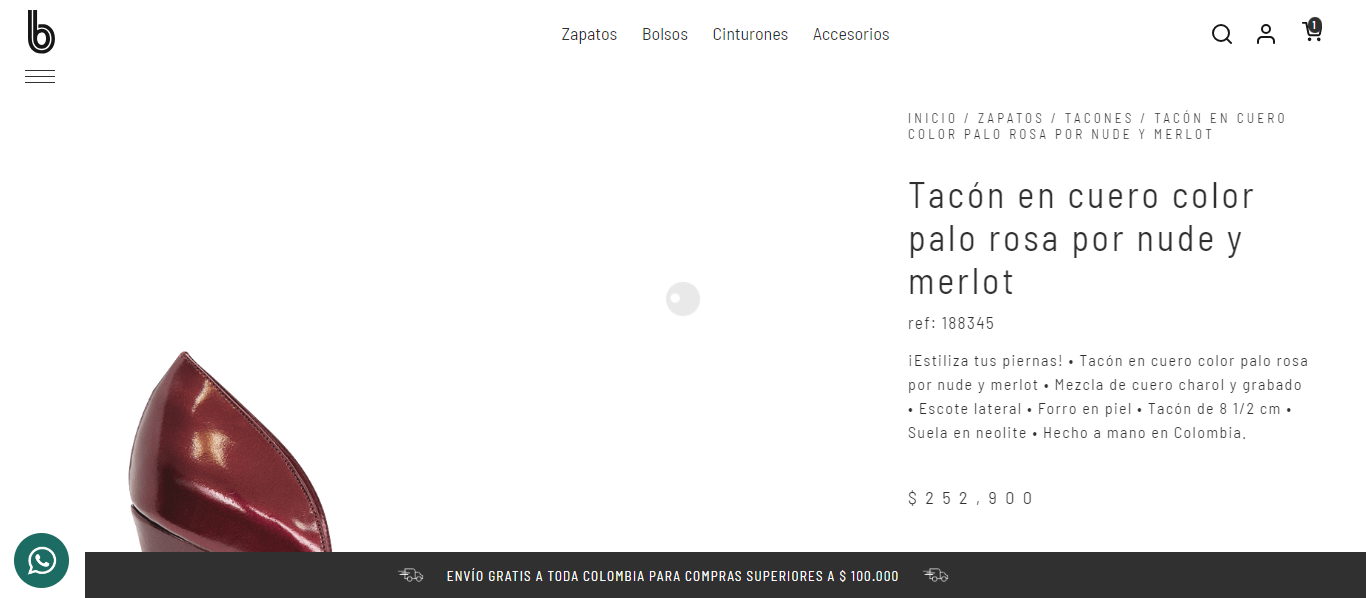 b
Zapatos Bolsos Cinturones Accesorios
1
INICIO / ZAPATOS / TACONES / TACÓN EN CUERO
COLOR PALO ROSA POR NUDE Y MERLOT
Tacón en cuero color
palo rosa por nude y
merlot
ref: 188345
¡Estiliza tus piernas! • Tacón en cuero color palo rosa
por nude y merlot • Mezcla de cuero charol y grabado
• Escote lateral • Forro en piel • Tacón de 8 1/2 cm •
Suela en neolite • Hecho a mano en Colombia.
$252,900
ENVÍO GRATIS A TODA COLOMBIA PARA COMPRAS SUPERIORES A $ 100.000